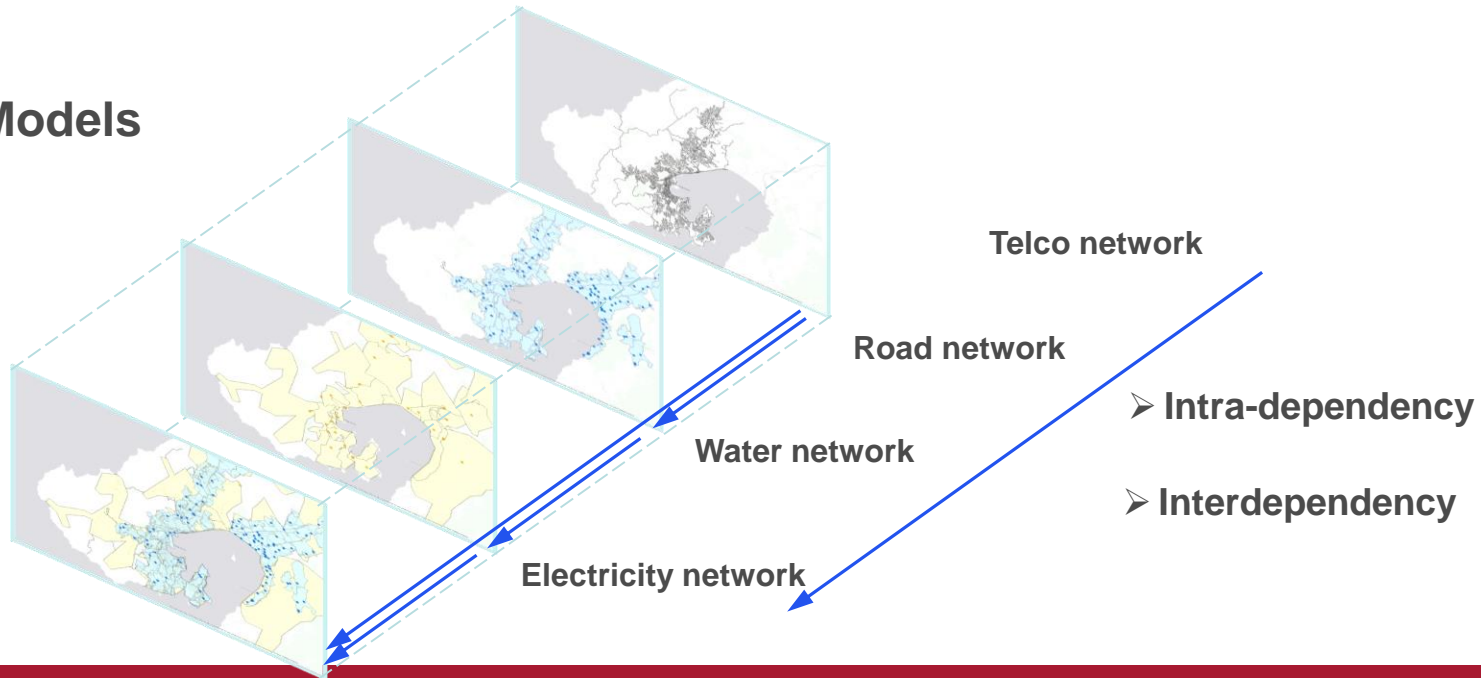 Models
Telco network
Road network
Water network
Electricity network
➢ Intra-dependency
➢ Interdependency